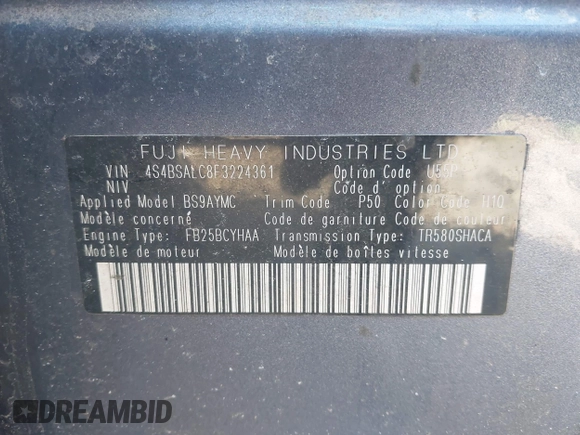 FUJI HEAVY INDUSTRIES LTD.
VIN 4S4BSALC8F3224361 Option Code
NIV Code d' option
Applied Model BS9AYMC Trim Code P50 Color Code
Modèle concerné Code de garniture Code de couleur
Engine Type: FB25BCYHAA Transmission Type: TR580SHACA
Modèle de moteur Modèle de boîtes vitesse
DREAMBID